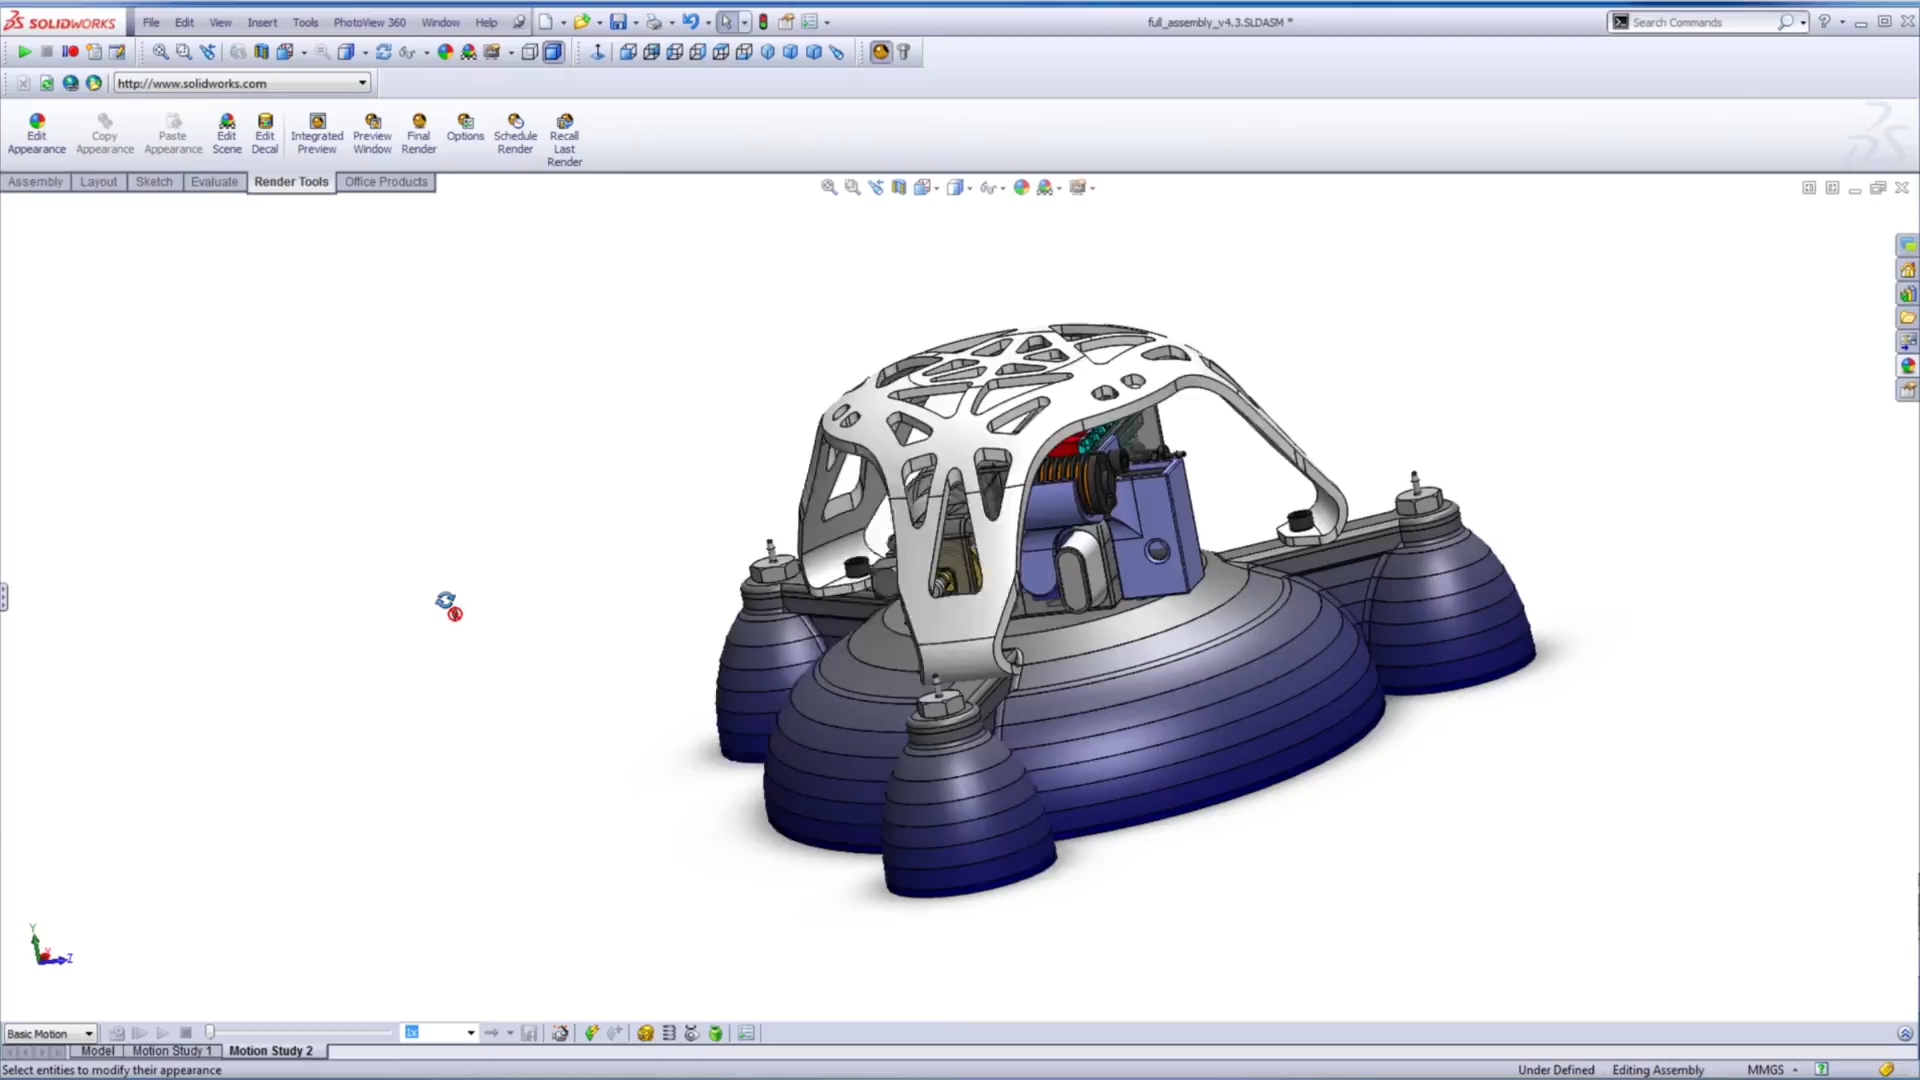 SOLIDWORKS File Edit View Insert Tools PhotoView 360 Window Help full_assembly_v4.3.SLDASM * Search Commands
http://www.solidworks.com
Edit Appearance
Copy Appearance
Paste Appearance
Edit Scene
Edit Decal
Integrated Preview
Preview Window
Final Render
Options
Schedule Render
Recall Last Render
Assembly Layout Sketch Evaluate Render Tools Office Products
Y
X
Z
Basic Motion 1x
Model Motion Study 1 Motion Study 2
Select entities to modify their appearance Under Defined Editing Assembly MMGS